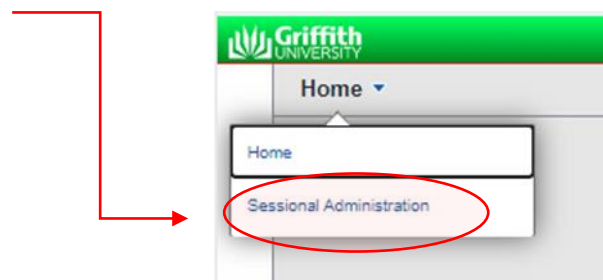 Griffith
UNIVERSITY
Home
Home
Sessional Administration